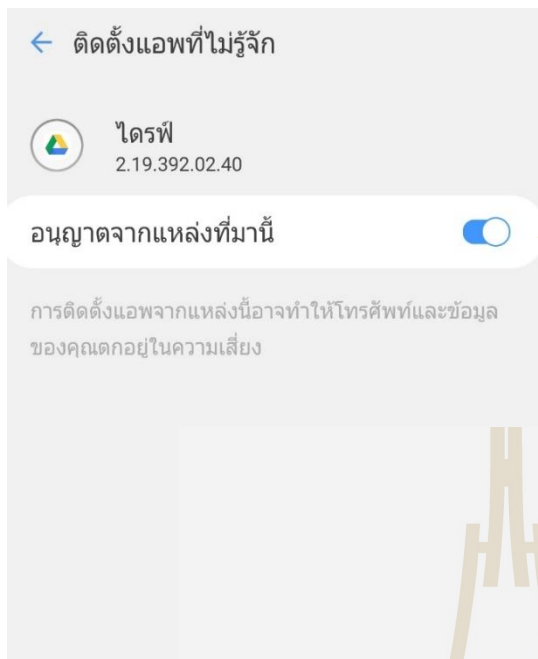 ติดตั้งแอพที่ไม่รู้จัก
ไดรฟ์
2.19.392.02.40
อนุญาตจากแหล่งที่มานี้
การติดตั้งแอพจากแหล่งนี้อาจทำให้โทรศัพท์และข้อมูล
ของคุณตกอยู่ในความเสี่ยง